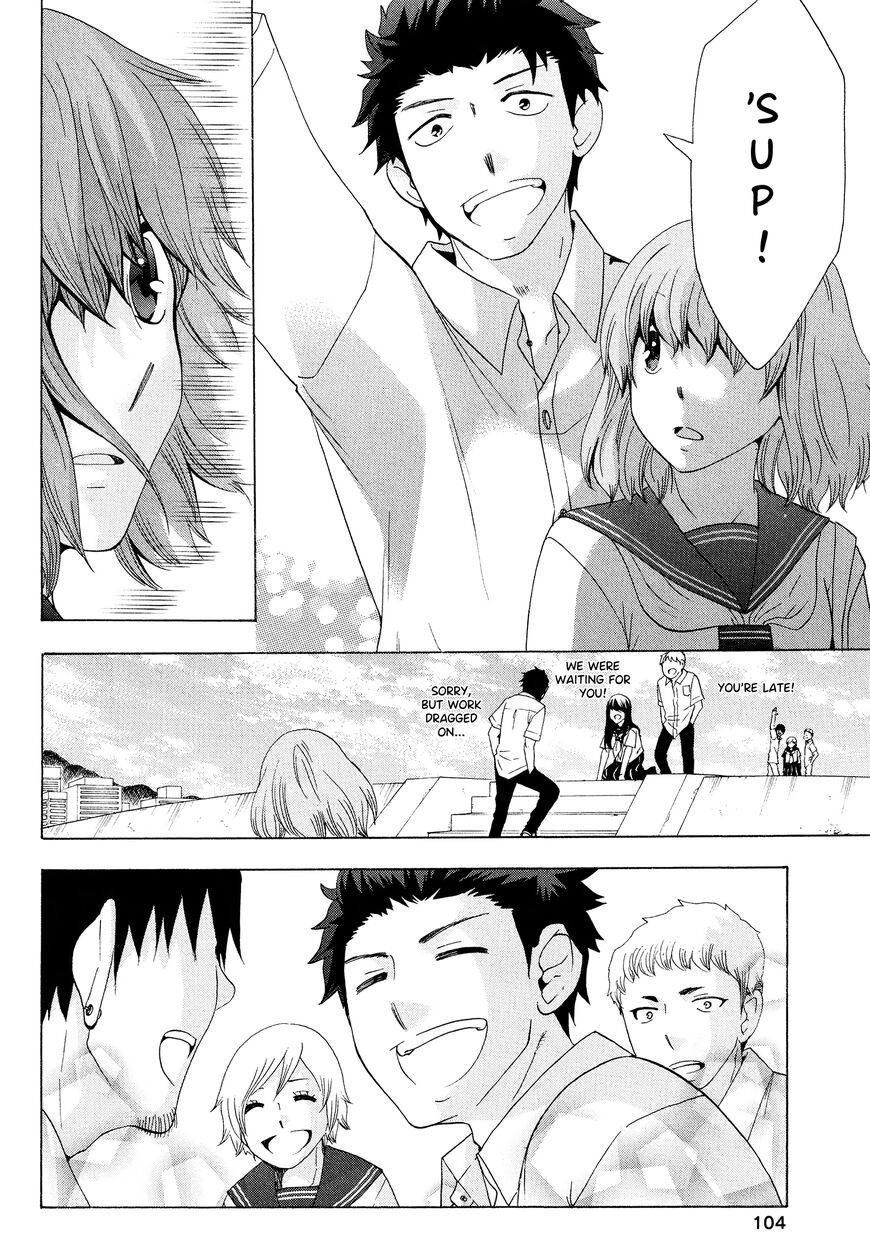 'SUP!
YOU'RE LATE!
WE WERE
WAITING FOR
YOU!
SORRY,
BUT WORK
DRAGGED
ON...
104